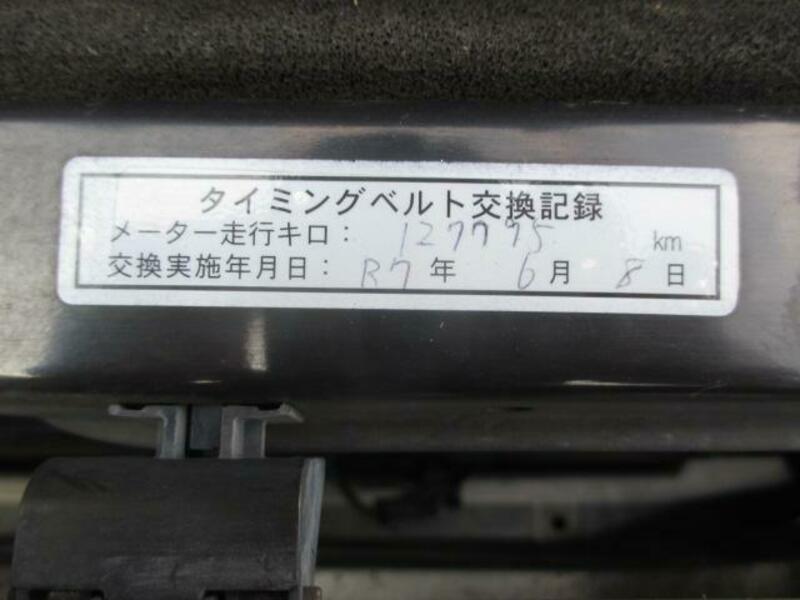 タイミングベルト交換記録
メーター走行キロ： 127775 km
交換実施年月日： R7 年 6 月 8 日